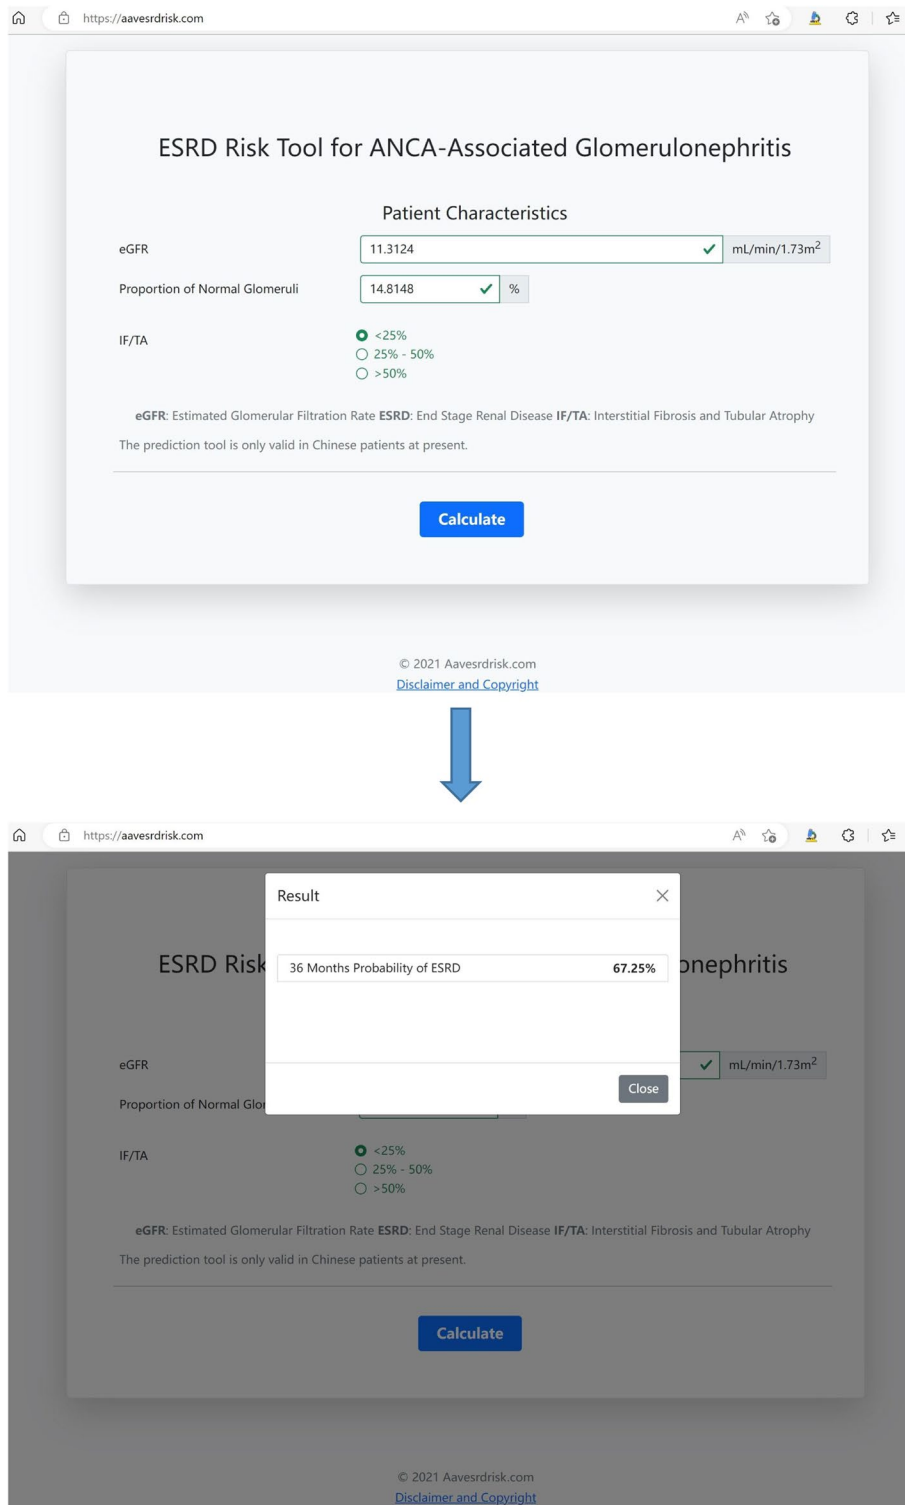 https://aavesrdrisk.com
ESRD Risk Tool for ANCA-Associated Glomerulonephritis
Patient Characteristics
eGFR 11.3124 mL/min/1.73m²
Proportion of Normal Glomeruli 14.8148 %
IF/TA <25%
25% - 50%
>50%
eGFR: Estimated Glomerular Filtration Rate ESRD: End Stage Renal Disease IF/TA: Interstitial Fibrosis and Tubular Atrophy
The prediction tool is only valid in Chinese patients at present.
Calculate
© 2021 Aavesrdrisk.com
Disclaimer and Copyright
https://aavesrdrisk.com
Result
ESRD Risk onephritis
36 Months Probability of ESRD 67.25%
eGFR mL/min/1.73m²
Close
Proportion of Normal Glor
IF/TA <25%
25% - 50%
>50%
eGFR: Estimated Glomerular Filtration Rate ESRD: End Stage Renal Disease IF/TA: Interstitial Fibrosis and Tubular Atrophy
The prediction tool is only valid in Chinese patients at present.
Calculate
© 2021 Aavesrdrisk.com
Disclaimer and Copyright